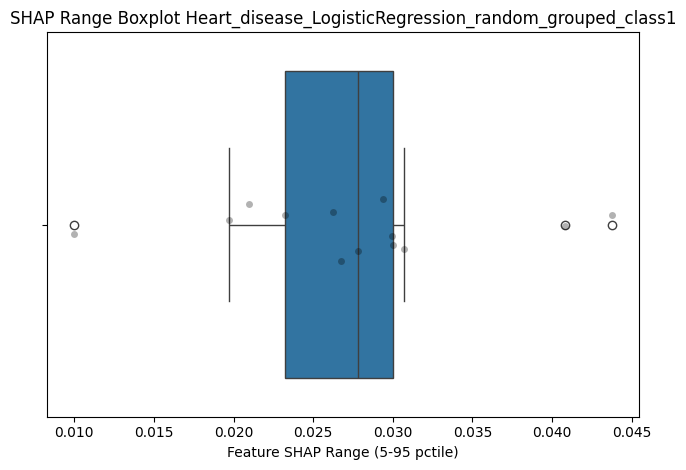 SHAP Range Boxplot Heart_disease_LogisticRegression_random_grouped_class1
0.010 0.015 0.020 0.025 0.030 0.035 0.040 0.045
Feature SHAP Range (5-95 pctile)